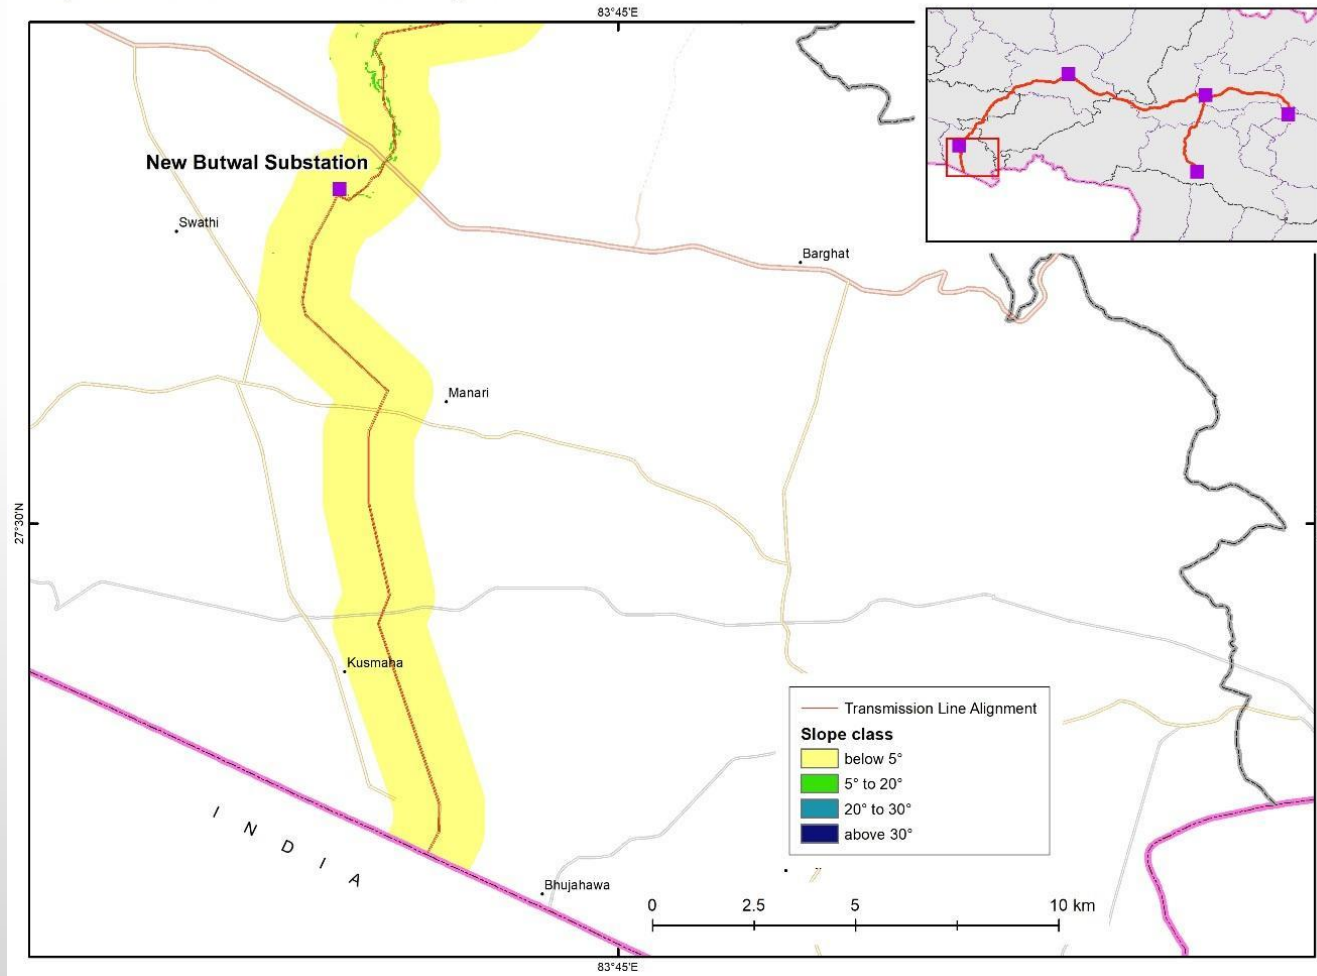 83°45'E
New Butwal Substation
Swathi
Barghat
Manari
27°30'N
Kusmaha
Transmission Line Alignment
Slope class
below 5°
5° to 20°
20° to 30°
above 30°
INDIA
Bhujahawa
0 2.5 5 10 km
83°45'E